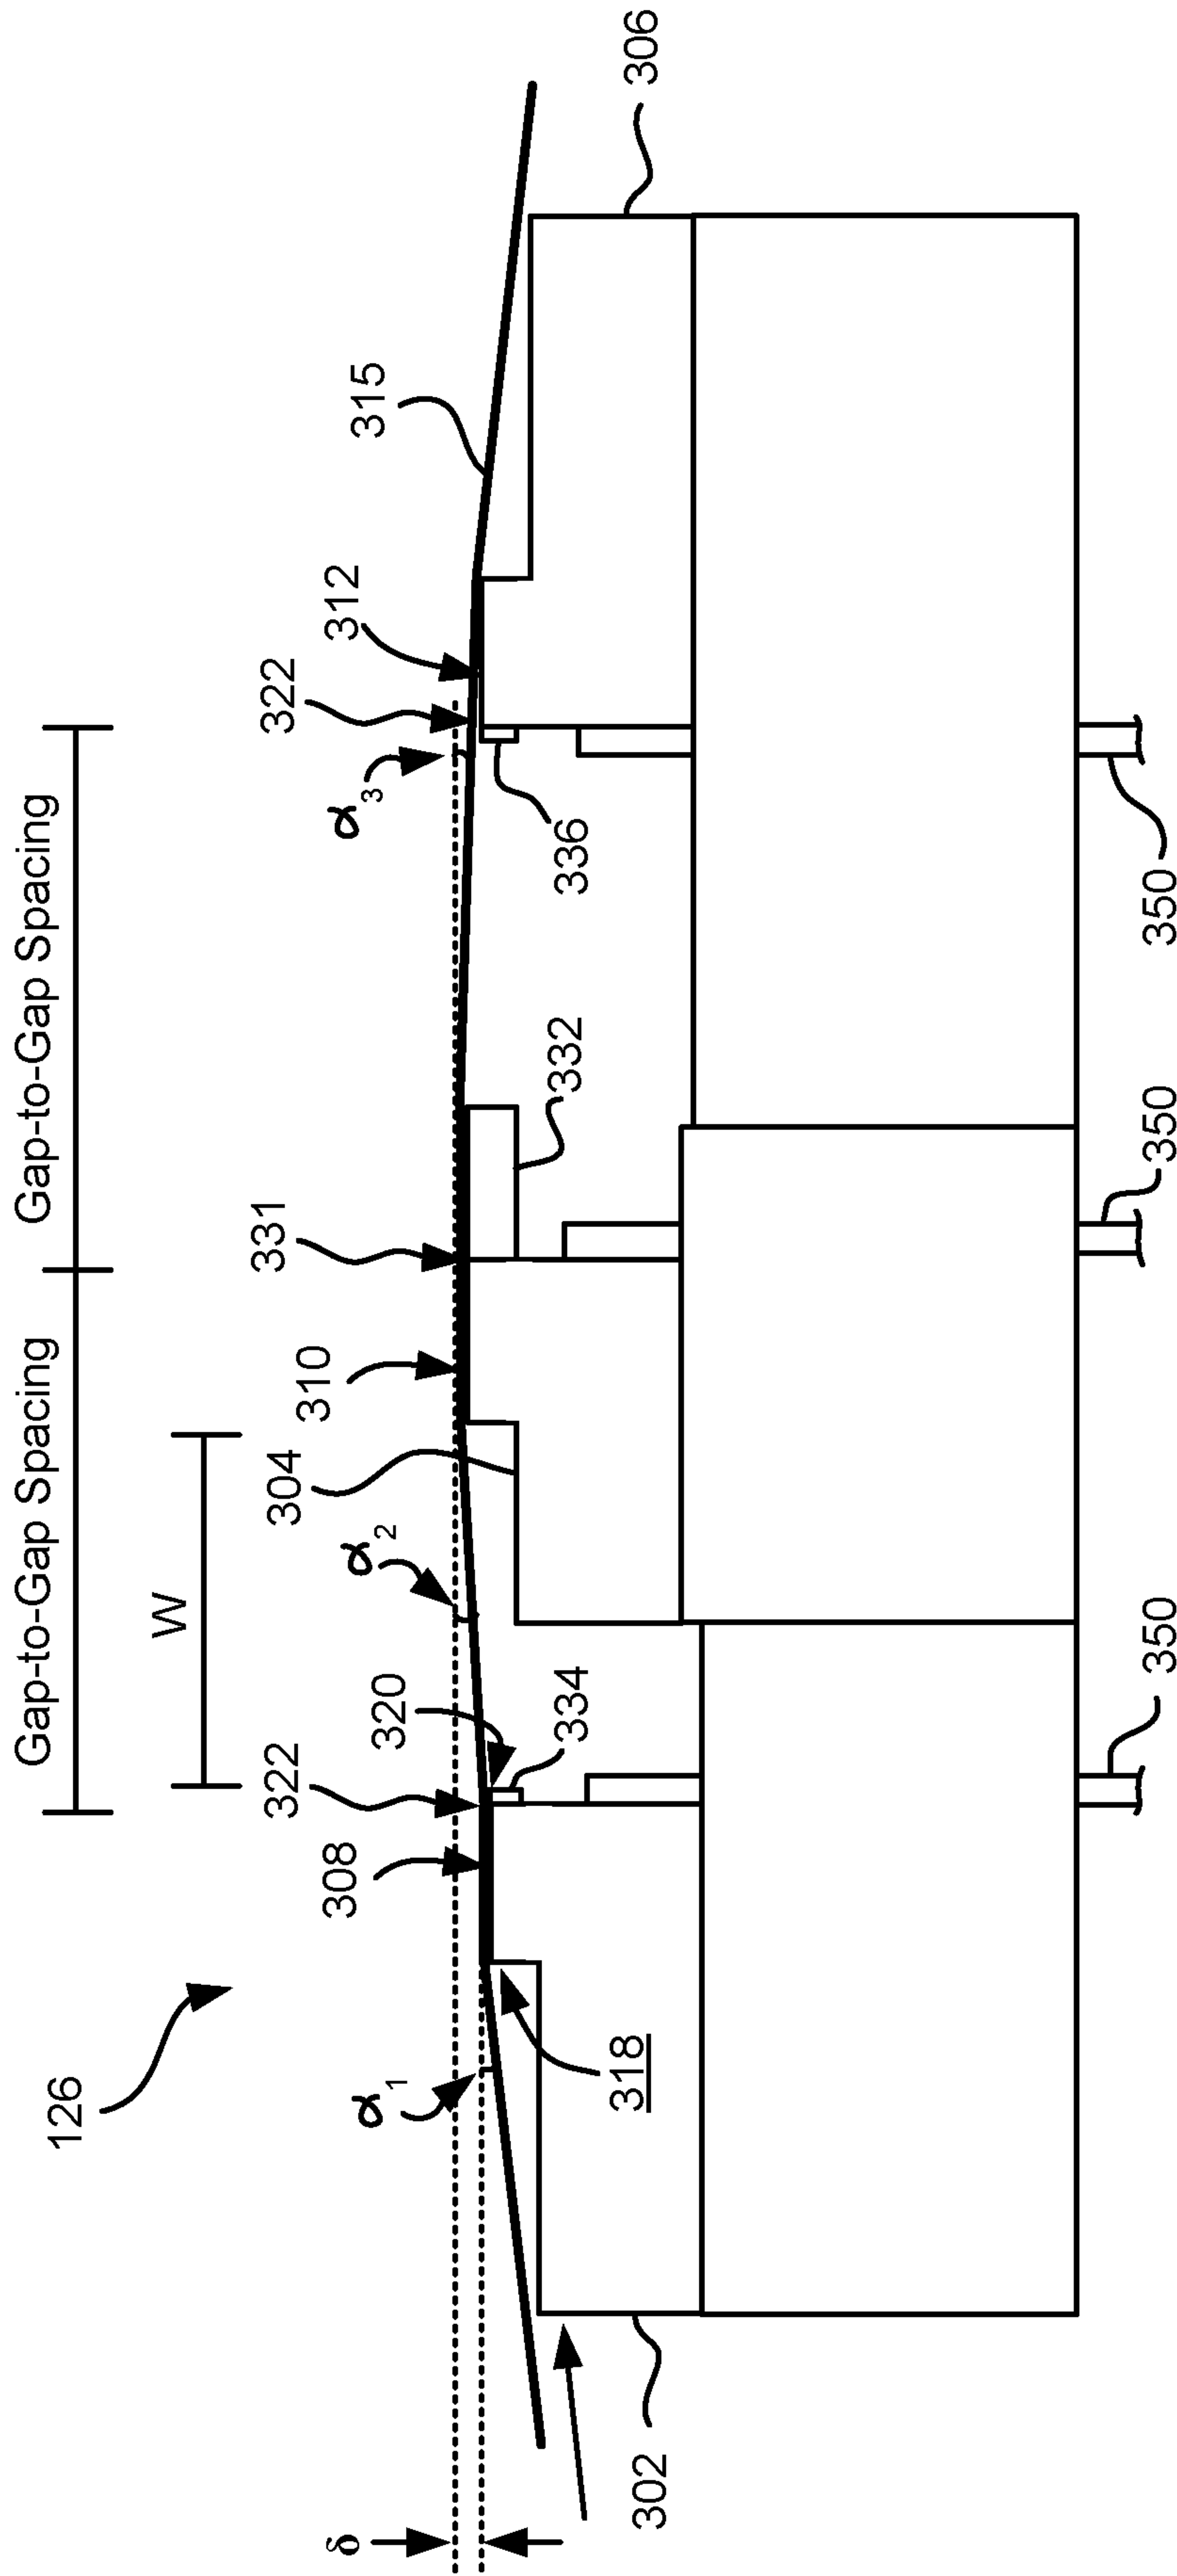 Gap-to-Gap Spacing
Gap-to-Gap Spacing
W
126
δ
α1
308
322
320
334
α2
304
310
331
332
α3
322
312
336
315
306
318
302
350
350
350